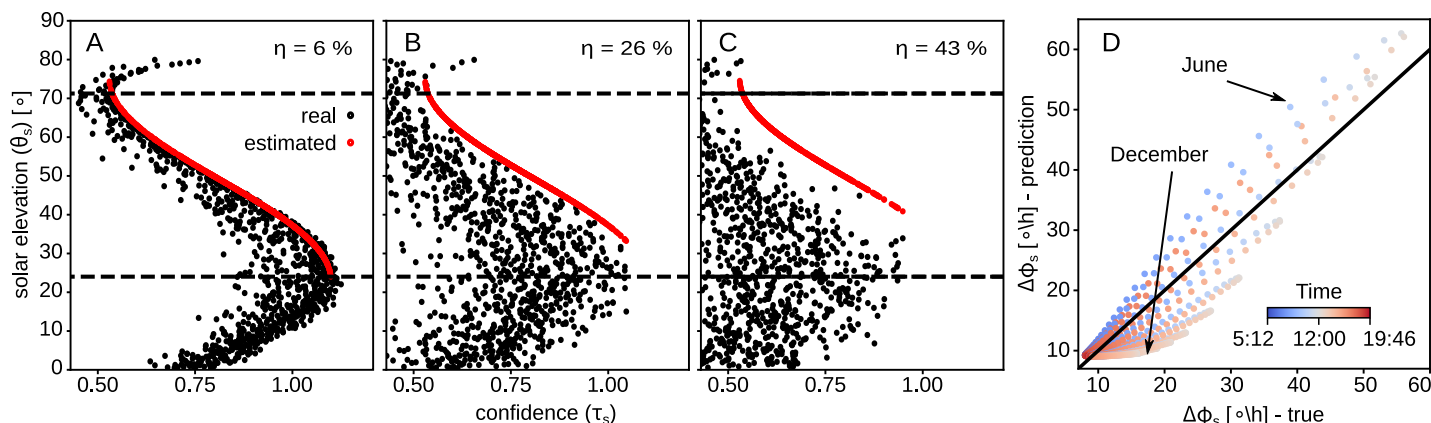 solar elevation (θₛ) [∘]
90
80
70
60
50
40
30
20
10
0
A
η = 6 %
real
estimated
0.50
0.75
1.00
B
η = 26 %
0.50
0.75
1.00
C
η = 43 %
0.50
0.75
1.00
confidence (τₛ)
D
Δϕₛ [∘\h] - prediction
60
50
40
30
20
10
June
December
Time
5:12
12:00
19:46
10
20
30
40
50
60
Δϕₛ [∘\h] - true